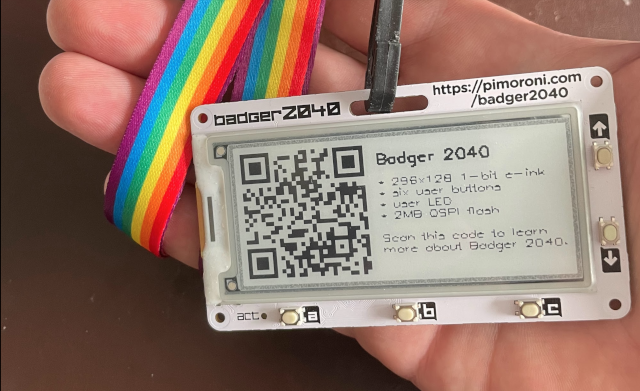 badger2040
https://pimoroni.com
/badger2040
Badger 2040
• 296x128 1-bit e-ink
• six user buttons
• user LED
• 2MB QSPI flash
Scan this code to learn
more about Badger 2040.
act
a
b
c